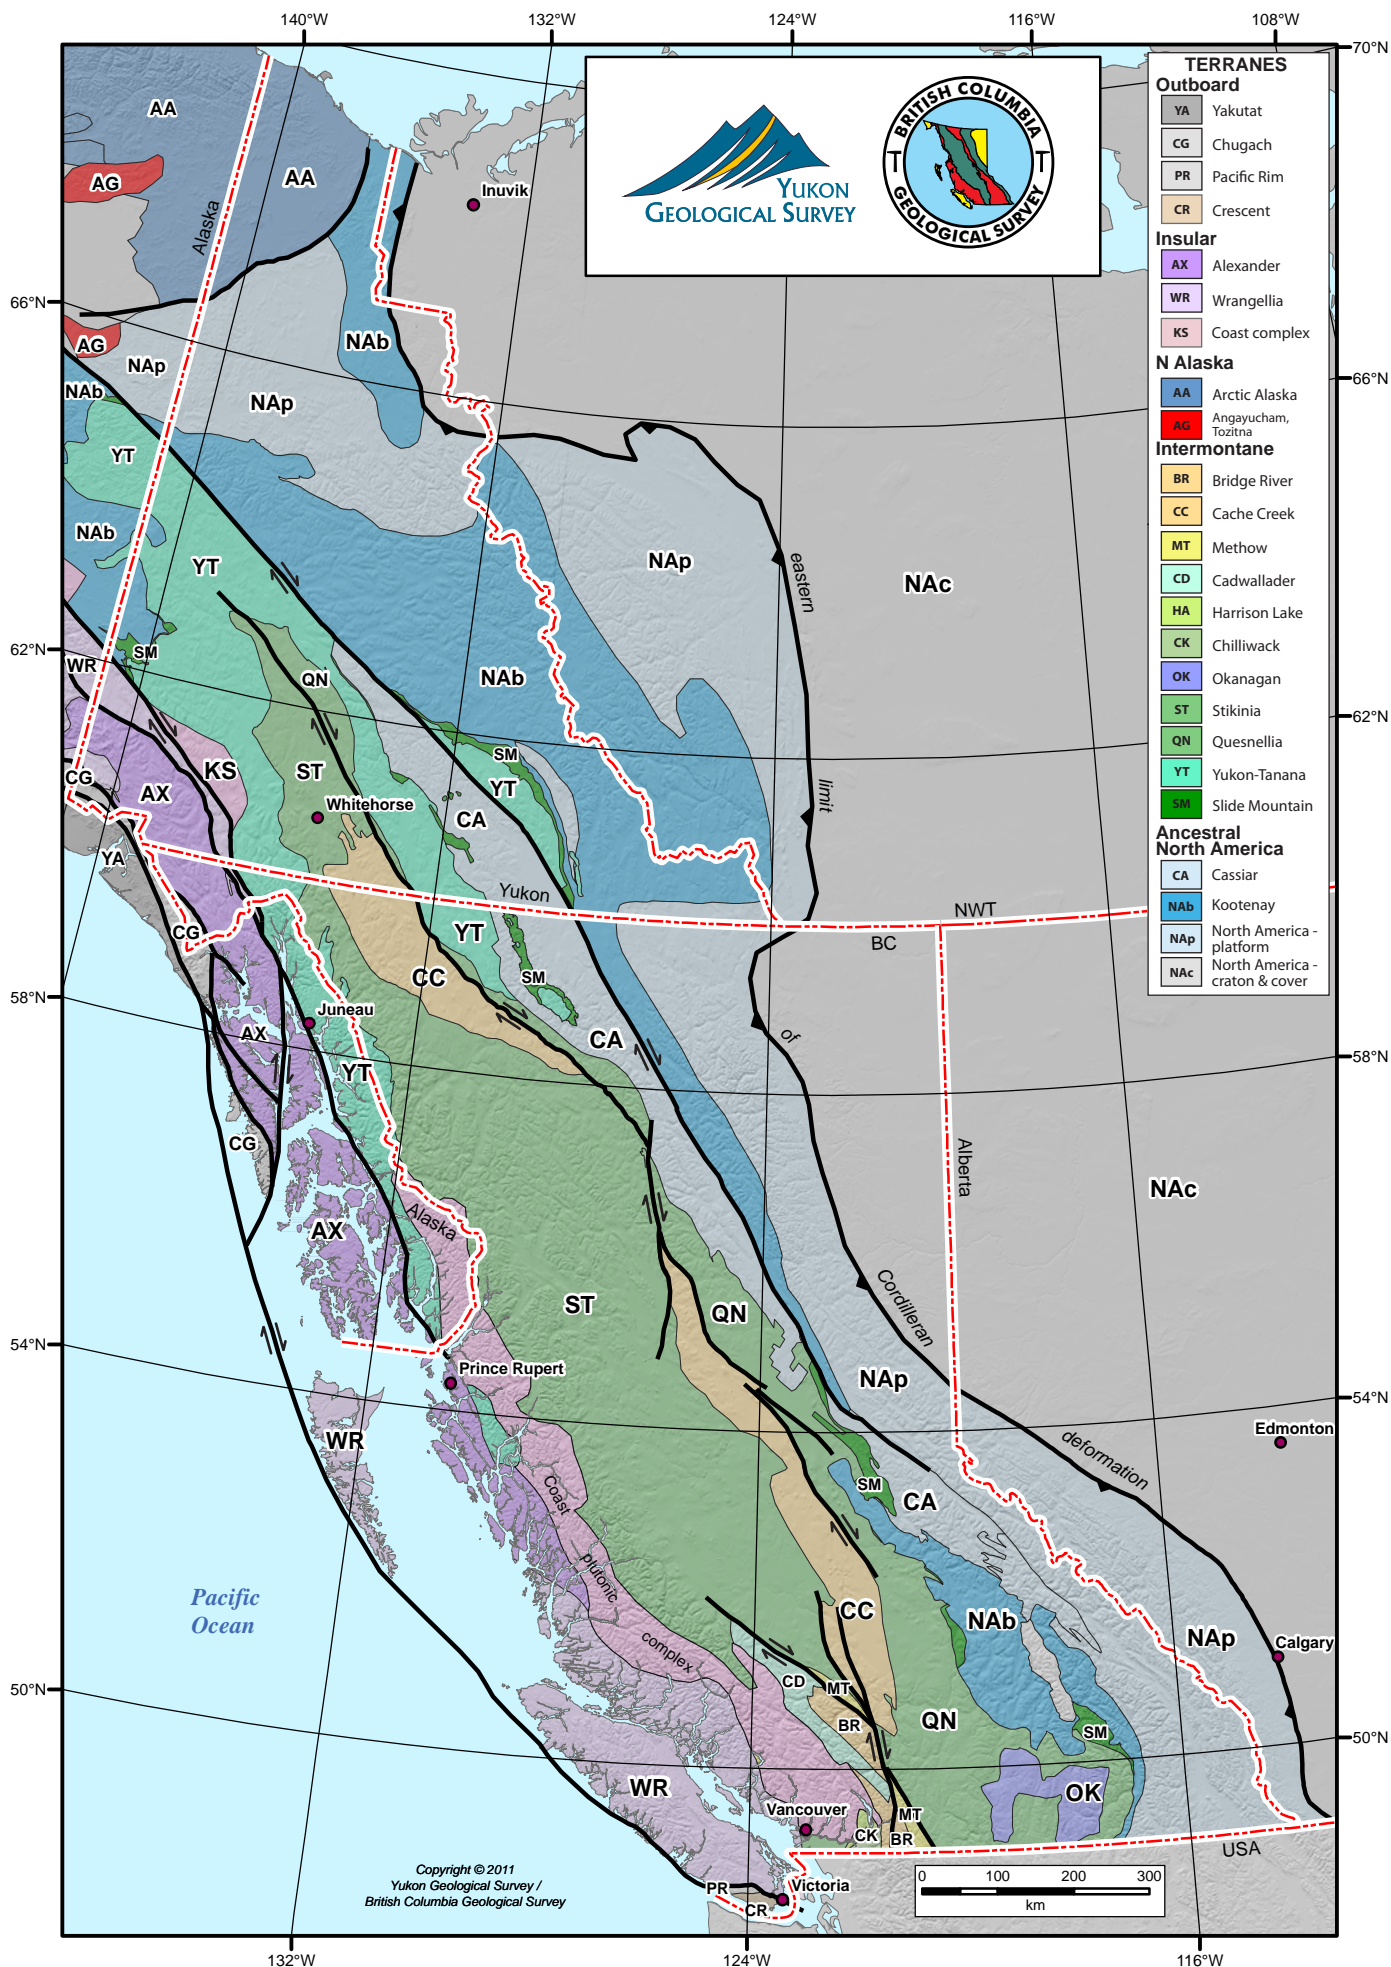 140°W
132°W
124°W
116°W
108°W
70°N
66°N
66°N
62°N
62°N
58°N
58°N
54°N
54°N
50°N
50°N
132°W
124°W
116°W
YUKON
GEOLOGICAL SURVEY
BRITISH COLUMBIA
GEOLOGICAL SURVEY
TERRANES
Outboard
YA Yakutat
CG Chugach
PR Pacific Rim
CR Crescent
Insular
AX Alexander
WR Wrangellia
KS Coast complex
N Alaska
AA Arctic Alaska
AG Angayucham,
Tozitna
Intermontane
BR Bridge River
CC Cache Creek
MT Methow
CD Cadwallader
HA Harrison Lake
CK Chilliwack
OK Okanagan
ST Stikinia
QN Quesnellia
YT Yukon-Tanana
SM Slide Mountain
Ancestral
North America
CA Cassiar
NAb Kootenay
NAp North America -
platform
NAc North America -
craton & cover
AA
AG
AA
Alaska
Inuvik
AG
NAp
NAb
NAb
NAp
YT
NAb
YT
NAp
eastern
NAc
SM
WR
QN
NAb
KS
ST
SM
YT
CG
AX
Whitehorse
CA
limit
YA
Yukon
NWT
BC
CG
YT
CC
SM
Juneau
AX
CA
of
YT
CG
Alberta
NAc
AX
Alaska
ST
QN
Cordilleran
Prince Rupert
NAp
WR
Edmonton
deformation
SM
CA
Coast
plutonic
complex
Pacific
Ocean
CC
NAb
NAp
Calgary
CD
MT
BR
QN
SM
WR
OK
Vancouver
MT
CK
BR
USA
Copyright © 2011
Yukon Geological Survey /
British Columbia Geological Survey
PR
Victoria
CR
0 100 200 300
km